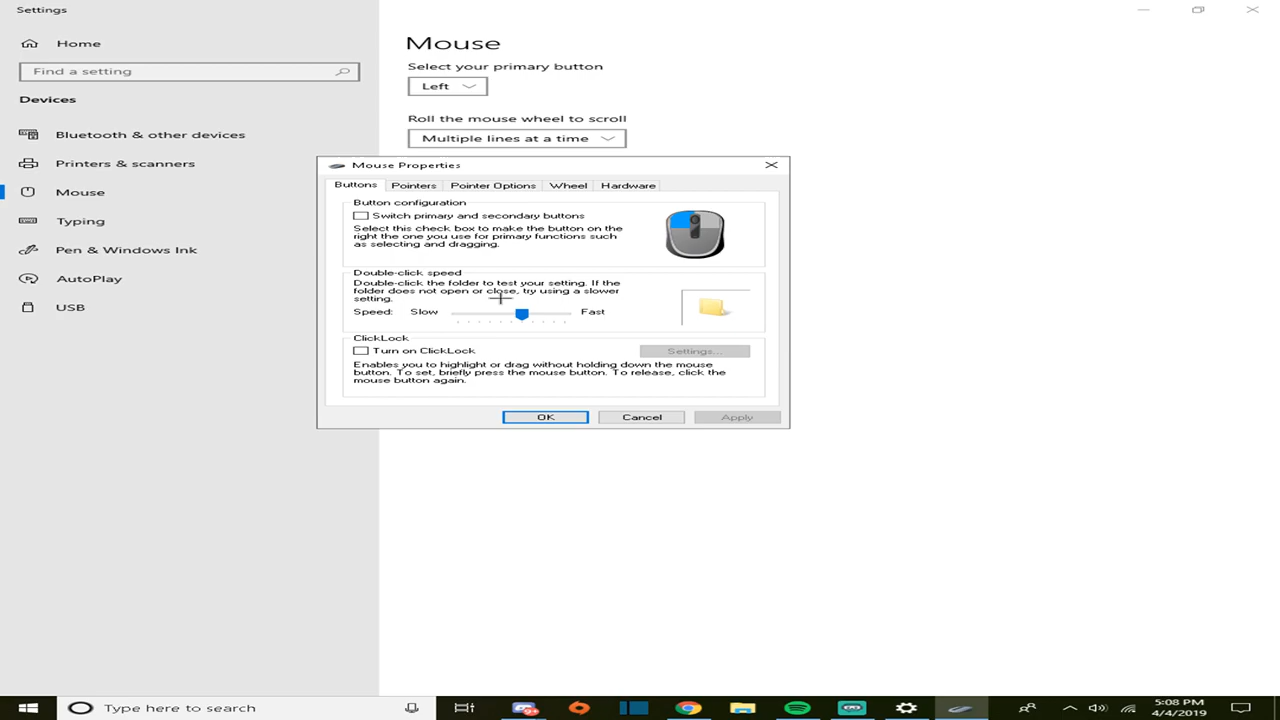 Settings
Home
Find a setting
Devices
Bluetooth & other devices
Printers & scanners
Mouse
Typing
Pen & Windows Ink
AutoPlay
USB
Mouse
Select your primary button
Left
Roll the mouse wheel to scroll
Multiple lines at a time
Mouse Properties
Buttons Pointers Pointer Options Wheel Hardware
Button configuration
Switch primary and secondary buttons
Select this check box to make the button on the
right the one you use for primary functions such
as selecting and dragging.
Double-click speed
Double-click the folder to test your setting. If the
folder does not open or close, try using a slower
setting.
Speed: Slow Fast
ClickLock
Turn on ClickLock Settings...
Enables you to highlight or drag without holding down the mouse
button. To set, briefly press the mouse button. To release, click the
mouse button again.
OK Cancel Apply
Type here to search
5:08 PM
4/4/2019